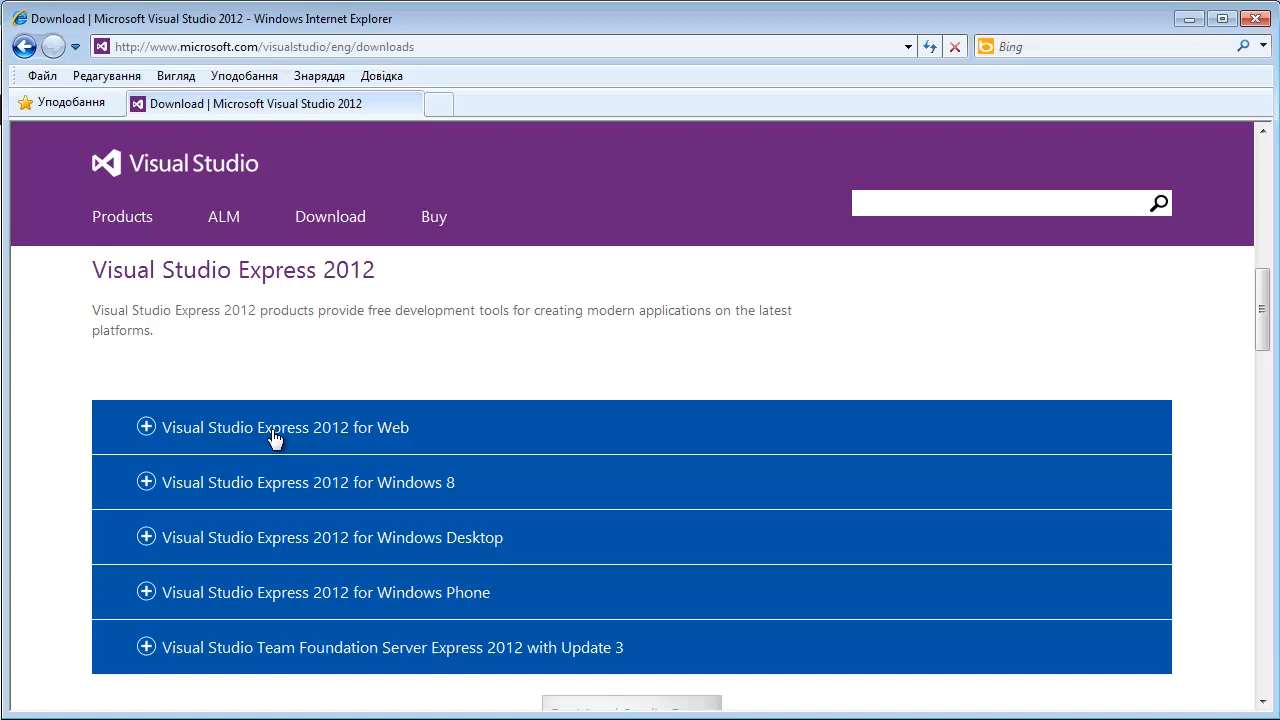 Download | Microsoft Visual Studio 2012 - Windows Internet Explorer
http://www.microsoft.com/visualstudio/eng/downloads
Bing
Файл Редагування Вигляд Уподобання Знаряддя Довідка
Уподобання
Download | Microsoft Visual Studio 2012
Visual Studio
Products ALM Download Buy
Visual Studio Express 2012
Visual Studio Express 2012 products provide free development tools for creating modern applications on the latest
platforms.
Visual Studio Express 2012 for Web
Visual Studio Express 2012 for Windows 8
Visual Studio Express 2012 for Windows Desktop
Visual Studio Express 2012 for Windows Phone
Visual Studio Team Foundation Server Express 2012 with Update 3